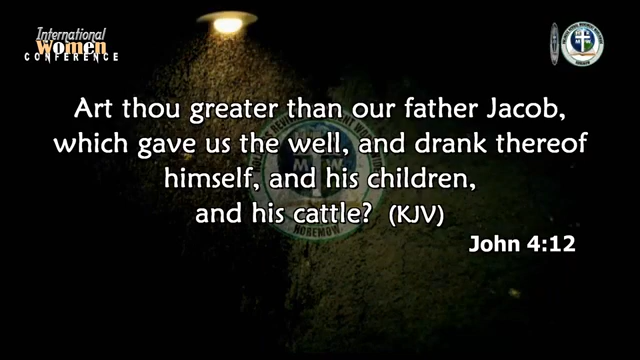 International
Women
CONFERENCE
Art thou greater than our father Jacob,
which gave us the well, and drank thereof
himself, and his children,
and his cattle? (KJV)
John 4:12
M W
HOREMOW